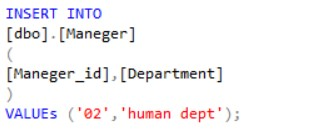 INSERT INTO
[dbo].[Maneger]
(
[Maneger_id],[Department]
)
VALUEs ('02','human dept');